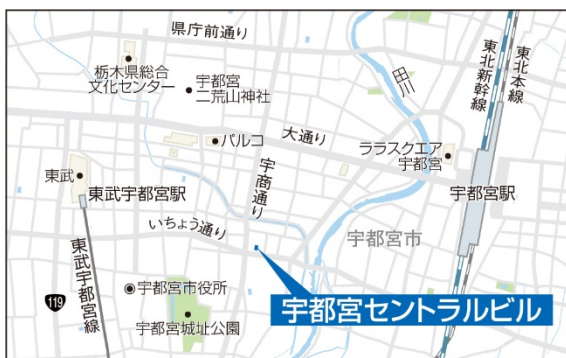 県庁前通り
栃木県総合
文化センター
宇都宮
二荒山神社
田川
東北新幹線
東北本線
パルコ
大通り
ララスクエア
宇都宮
宇商通り
東武
東武宇都宮駅
宇都宮駅
いちょう通り
宇都宮市
東武宇都宮線
119
宇都宮市役所
宇都宮城址公園
宇都宮セントラルビル